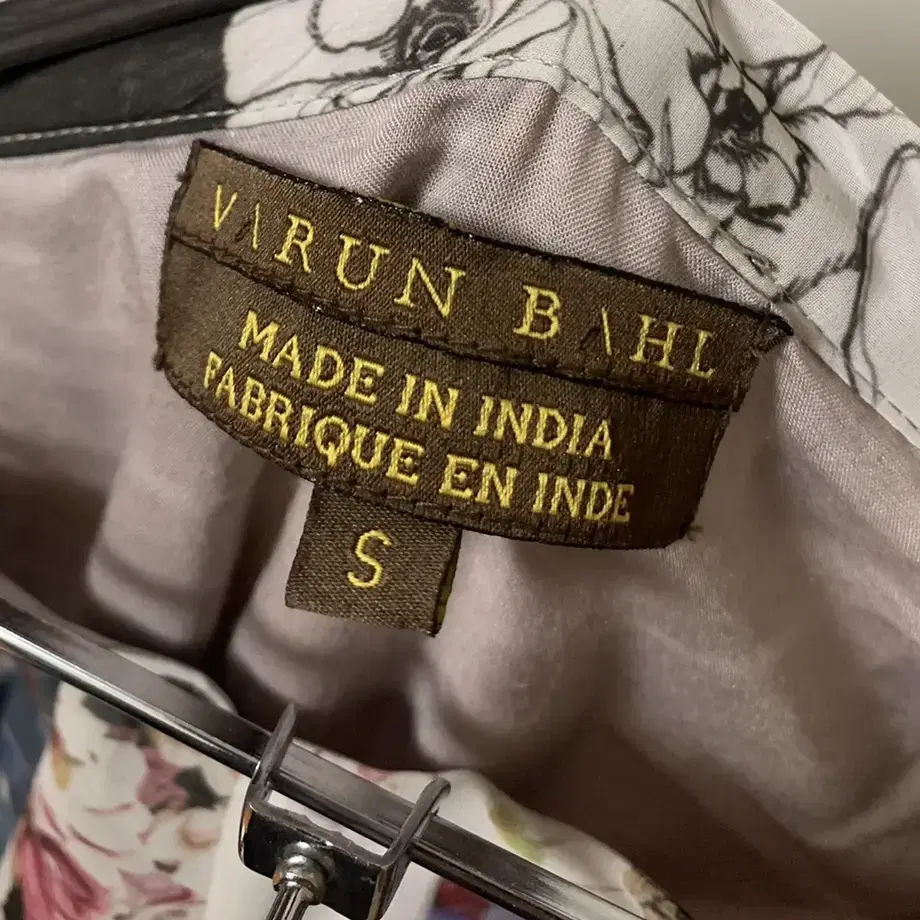 VARUN BAHL
MADE IN INDIA
FABRIQUE EN INDE
S